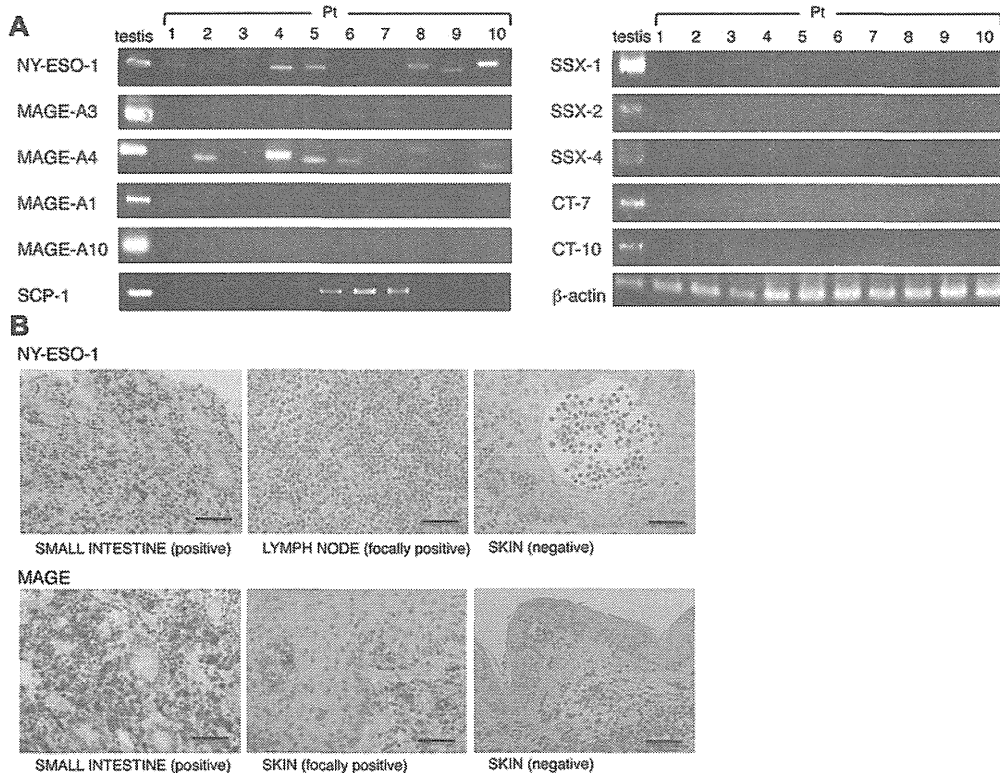 A
Pt
testis 1 2 3 4 5 6 7 8 9 10
NY-ESO-1
MAGE-A3
MAGE-A4
MAGE-A1
MAGE-A10
SCP-1
Pt
testis 1 2 3 4 5 6 7 8 9 10
SSX-1
SSX-2
SSX-4
CT-7
CT-10
β-actin
B
NY-ESO-1
SMALL INTESTINE (positive) LYMPH NODE (focally positive) SKIN (negative)
MAGE
SMALL INTESTINE (positive) SKIN (focally positive) SKIN (negative)